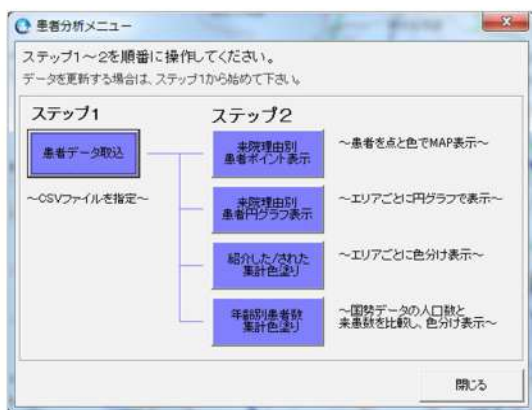 患者分析メニュー
ステップ1～2を順番に操作してください。
データを更新する場合は、ステップ1から始めて下さい。
ステップ1
ステップ2
患者データ取込
～CSVファイルを指定～
来院理由別
患者ポイント表示
～患者を点と色でMAP表示～
来院理由別
患者円グラフ表示
～エリアごとに円グラフで表示～
紹介した/された
集計色塗り
～エリアごとに色分け表示～
年齢別患者数
集計色塗り
～国勢データの人口数と
来患数を比較し、色分け表示～
閉じる